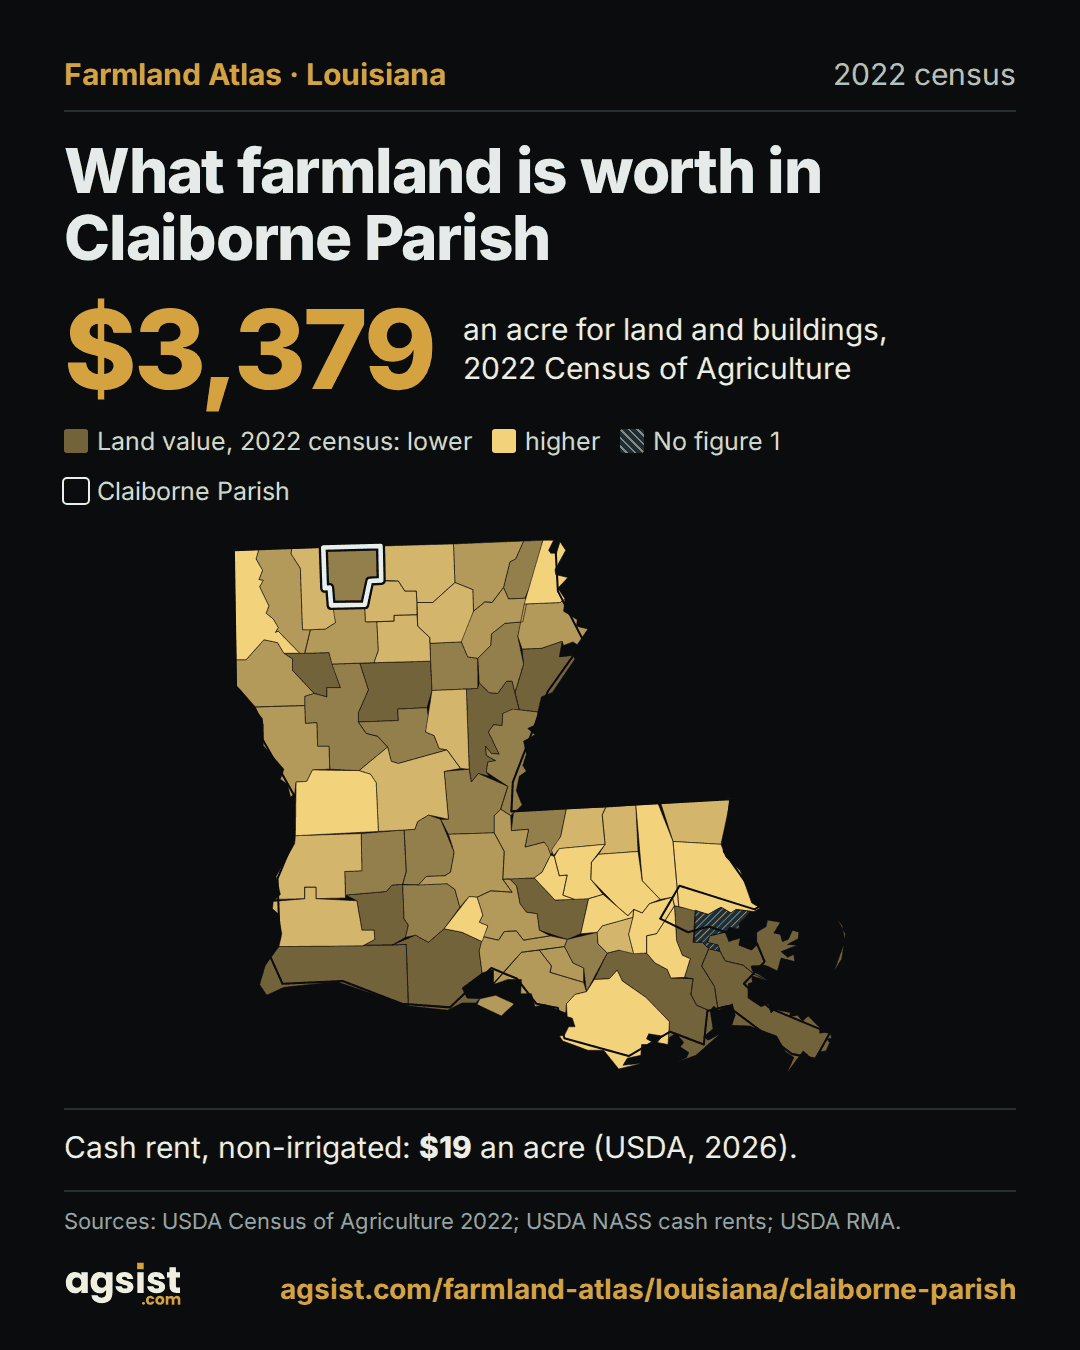 Farmland Atlas · Louisiana
2022 census
What farmland is worth in
Claiborne Parish
$3,379
an acre for land and buildings,
2022 Census of Agriculture
Land value, 2022 census: lower
higher
No figure 1
Claiborne Parish
Cash rent, non-irrigated: $19 an acre (USDA, 2026).
Sources: USDA Census of Agriculture 2022; USDA NASS cash rents; USDA RMA.
agsist
.com
agsist.com/farmland-atlas/louisiana/claiborne-parish